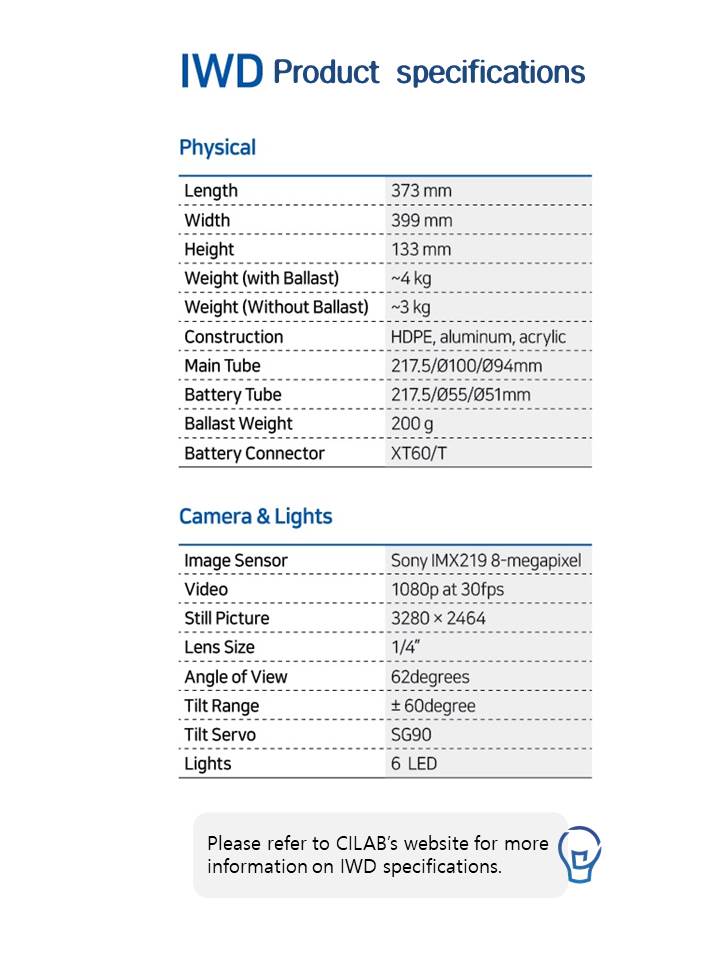 IWD Product specifications
Physical
Length 373 mm
Width 399 mm
Height 133 mm
Weight (with Ballast) ~4 kg
Weight (Without Ballast) ~3 kg
Construction HDPE, aluminum, acrylic
Main Tube 217.5/Ø100/Ø94mm
Battery Tube 217.5/Ø55/Ø51mm
Ballast Weight 200 g
Battery Connector XT60/T
Camera & Lights
Image Sensor Sony IMX219 8-megapixel
Video 1080p at 30fps
Still Picture 3280 × 2464
Lens Size 1/4”
Angle of View 62degrees
Tilt Range ± 60degree
Tilt Servo SG90
Lights 6 LED
Please refer to CILAB’s website for more
information on IWD specifications.